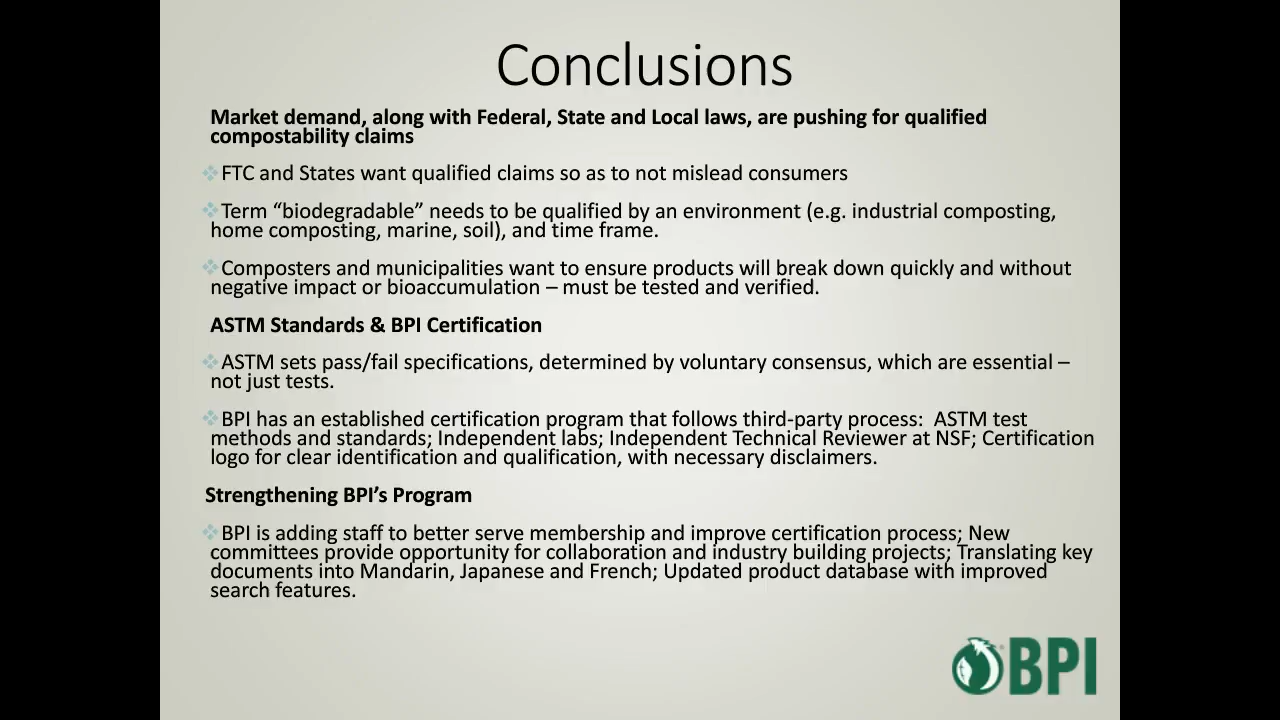 Conclusions
Market demand, along with Federal, State and Local laws, are pushing for qualified
compostability claims
FTC and States want qualified claims so as to not mislead consumers
Term “biodegradable” needs to be qualified by an environment (e.g. industrial composting,
home composting, marine, soil), and time frame.
Composters and municipalities want to ensure products will break down quickly and without
negative impact or bioaccumulation – must be tested and verified.
ASTM Standards & BPI Certification
ASTM sets pass/fail specifications, determined by voluntary consensus, which are essential –
not just tests.
BPI has an established certification program that follows third-party process:  ASTM test
methods and standards; Independent labs; Independent Technical Reviewer at NSF; Certification
logo for clear identification and qualification, with necessary disclaimers.
Strengthening BPI’s Program
BPI is adding staff to better serve membership and improve certification process; New
committees provide opportunity for collaboration and industry building projects; Translating key
documents into Mandarin, Japanese and French; Updated product database with improved
search features.
BPI